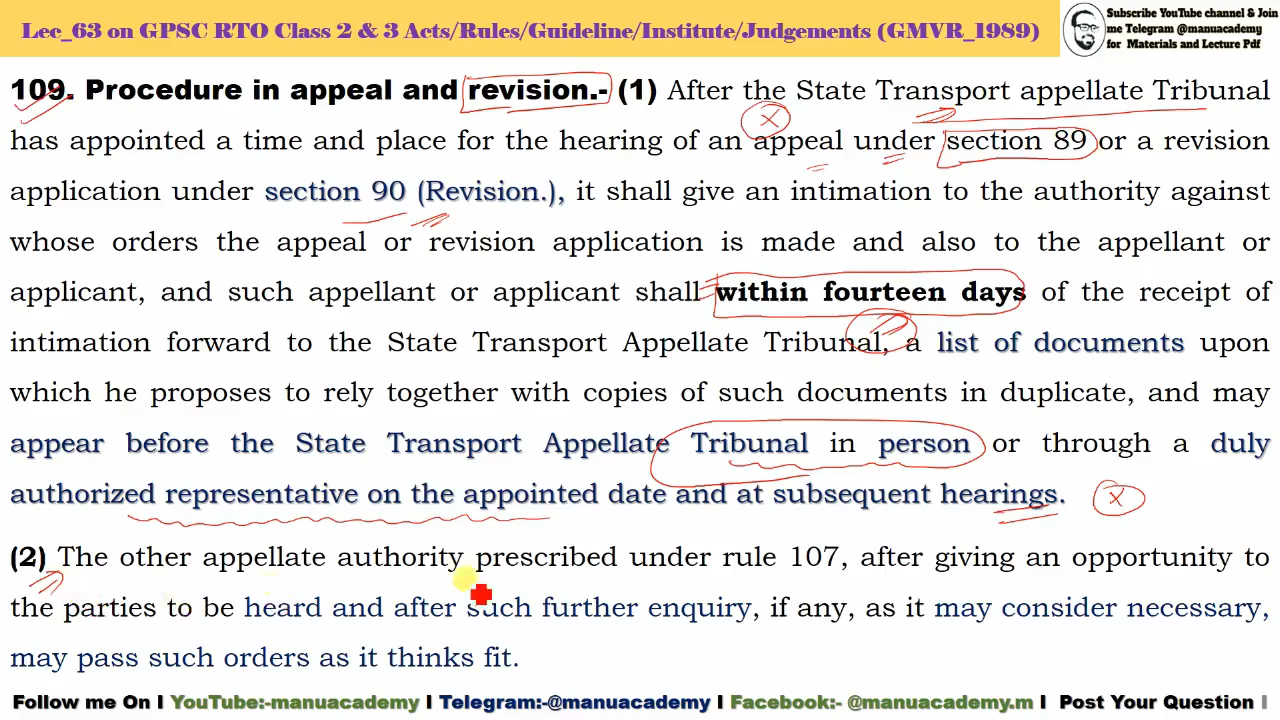 Lec_63 on GPSC RTO Class 2 & 3 Acts/Rules/Guideline/Institute/Judgements (GMVR_1989)
Subscribe YouTube channel & Join
me Telegram @manuacademy
for Materials and Lecture Pdf
109. Procedure in appeal and revision.- (1) After the State Transport appellate Tribunal
has appointed a time and place for the hearing of an appeal under section 89 or a revision
application under section 90 (Revision.), it shall give an intimation to the authority against
whose orders the appeal or revision application is made and also to the appellant or
applicant, and such appellant or applicant shall within fourteen days of the receipt of
intimation forward to the State Transport Appellate Tribunal, a list of documents upon
which he proposes to rely together with copies of such documents in duplicate, and may
appear before the State Transport Appellate Tribunal in person or through a duly
authorized representative on the appointed date and at subsequent hearings.
(2) The other appellate authority prescribed under rule 107, after giving an opportunity to
the parties to be heard and after such further enquiry, if any, as it may consider necessary,
may pass such orders as it thinks fit.
Follow me On I YouTube:-manuacademy I Telegram:-@manuacademy I Facebook:- @manuacademy.m I Post Your Question I